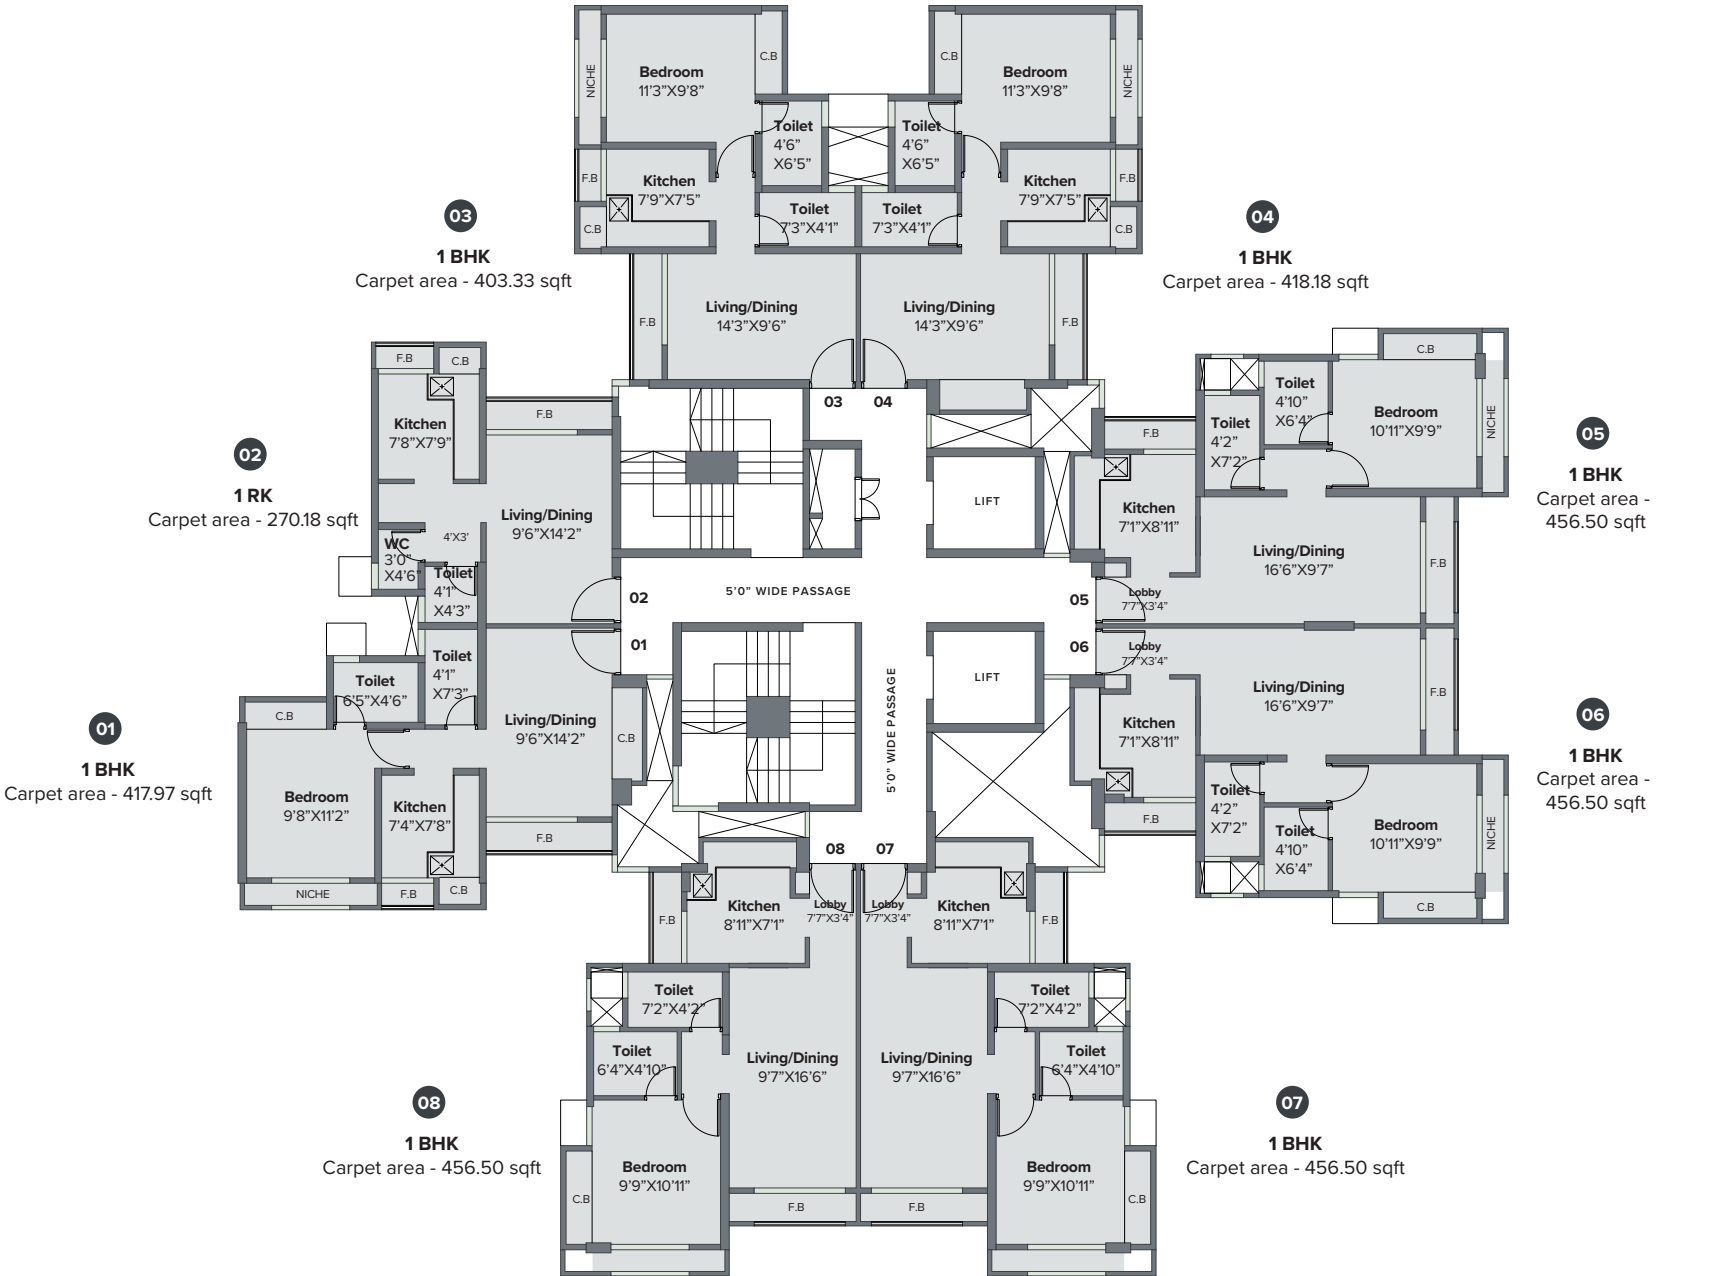 NICHE
Bedroom
11'3”X9'8”
C.B
Toilet
4'6”
X6'5”
F.B
Kitchen
7'9”X7'5”
C.B
Toilet
7'3”X4'1”
F.B
Living/Dining
14'3”X9'6”
C.B
Bedroom
11'3”X9'8”
NICHE
Toilet
4'6”
X6'5”
Kitchen
7'9”X7'5”
F.B
C.B
Toilet
7'3”X4'1”
Living/Dining
14'3”X9'6”
F.B
03
1 BHK
Carpet area - 403.33 sqft
04
1 BHK
Carpet area - 418.18 sqft
03
04
F.B
C.B
Kitchen
7'8”X7'9”
F.B
Living/Dining
9'6”X14'2”
WC
3'0”
X4'6”
4'X3'
Toilet
4'1”
X4'3”
02
1 RK
Carpet area - 270.18 sqft
02
01
5'0” WIDE PASSAGE
LIFT
LIFT
5'0” WIDE PASSAGE
05
06
C.B
Toilet
4'10”
X6'4”
Toilet
4'2”
X7'2”
Bedroom
10'11”X9'9”
NICHE
F.B
Kitchen
7'1”X8'11”
Living/Dining
16'6”X9'7”
F.B
Lobby
7'7”X3'4”
05
1 BHK
Carpet area -
456.50 sqft
Lobby
7'7”X3'4”
Living/Dining
16'6”X9'7”
F.B
Kitchen
7'1”X8'11”
F.B
Toilet
4'2”
X7'2”
Toilet
4'10”
X6'4”
Bedroom
10'11”X9'9”
NICHE
C.B
06
1 BHK
Carpet area -
456.50 sqft
Toilet
4'1”
X7'3”
Toilet
6'5”X4'6”
C.B
Living/Dining
9'6”X14'2”
C.B
Bedroom
9'8”X11'2”
Kitchen
7'4”X7'8”
F.B
NICHE
F.B
C.B
01
1 BHK
Carpet area - 417.97 sqft
08
07
F.B
Kitchen
8'11”X7'1”
Lobby
7'7”X3'4”
Toilet
7'2”X4'2”
Toilet
6'4”X4'10”
Living/Dining
9'7”X16'6”
Bedroom
9'9”X10'11”
C.B
F.B
08
1 BHK
Carpet area - 456.50 sqft
Lobby
7'7”X3'4”
Kitchen
8'11”X7'1”
F.B
Toilet
7'2”X4'2”
Toilet
6'4”X4'10”
Living/Dining
9'7”X16'6”
Bedroom
9'9”X10'11”
C.B
F.B
07
1 BHK
Carpet area - 456.50 sqft